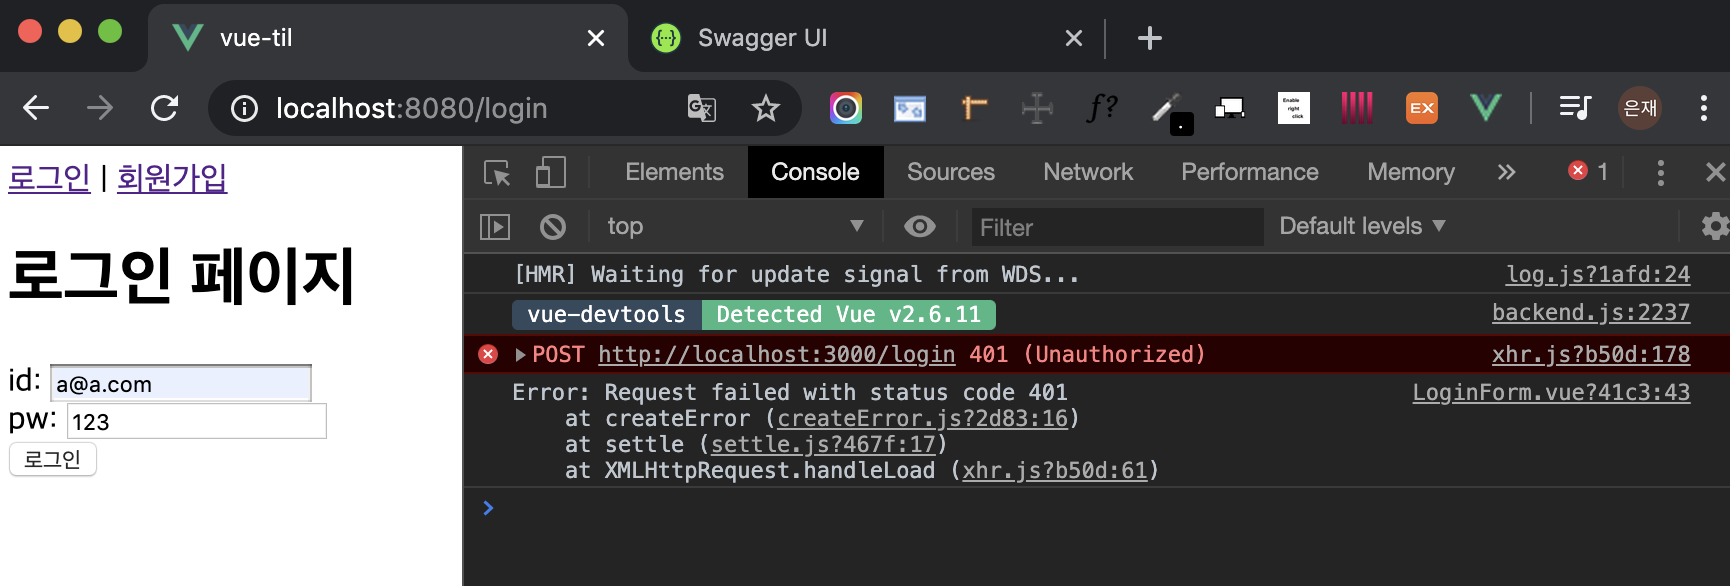 vue-til
Swagger UI
localhost:8080/login
f?
Enable right click
EX
은재
로그인 | 회원가입
로그인 페이지
id: a@a.com
pw: 123
로그인
Elements Console Sources Network Performance Memory » 1
top Filter Default levels
[HMR] Waiting for update signal from WDS... log.js?1afd:24
vue-devtools Detected Vue v2.6.11 backend.js:2237
POST http://localhost:3000/login 401 (Unauthorized) xhr.js?b50d:178
Error: Request failed with status code 401 LoginForm.vue?41c3:43
at createError (createError.js?2d83:16)
at settle (settle.js?467f:17)
at XMLHttpRequest.handleLoad (xhr.js?b50d:61)